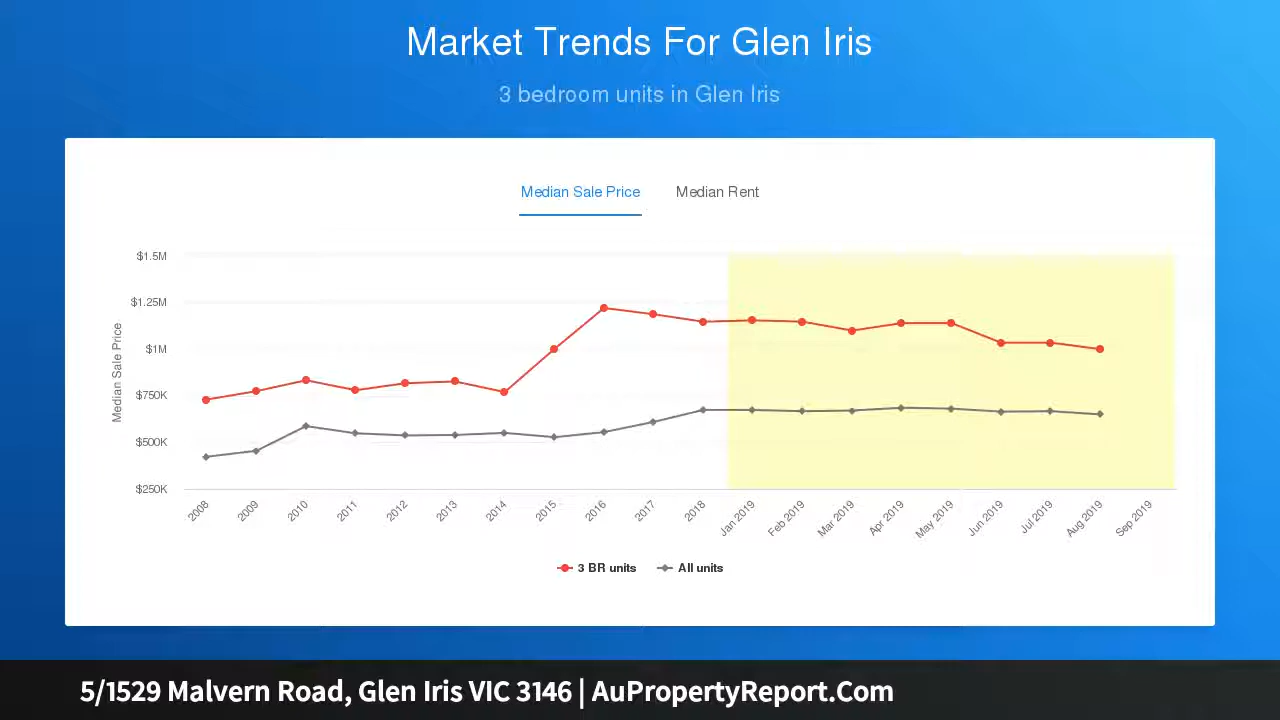 Market Trends For Glen Iris
3 bedroom units in Glen Iris
Median Sale Price Median Rent
$1.5M
$1.25M
$1M
$750K
$500K
$250K
Median Sale Price
2008 2009 2010 2011 2012 2013 2014 2015 2016 2017 2018 Jan 2019 Feb 2019 Mar 2019 Apr 2019 May 2019 Jun 2019 Jul 2019 Aug 2019 Sep 2019
3 BR units All units
5/1529 Malvern Road, Glen Iris VIC 3146 | AuPropertyReport.Com